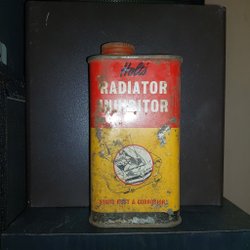 Holts
RADIATOR
INHIBITOR
STOPS RUST & CORROSION